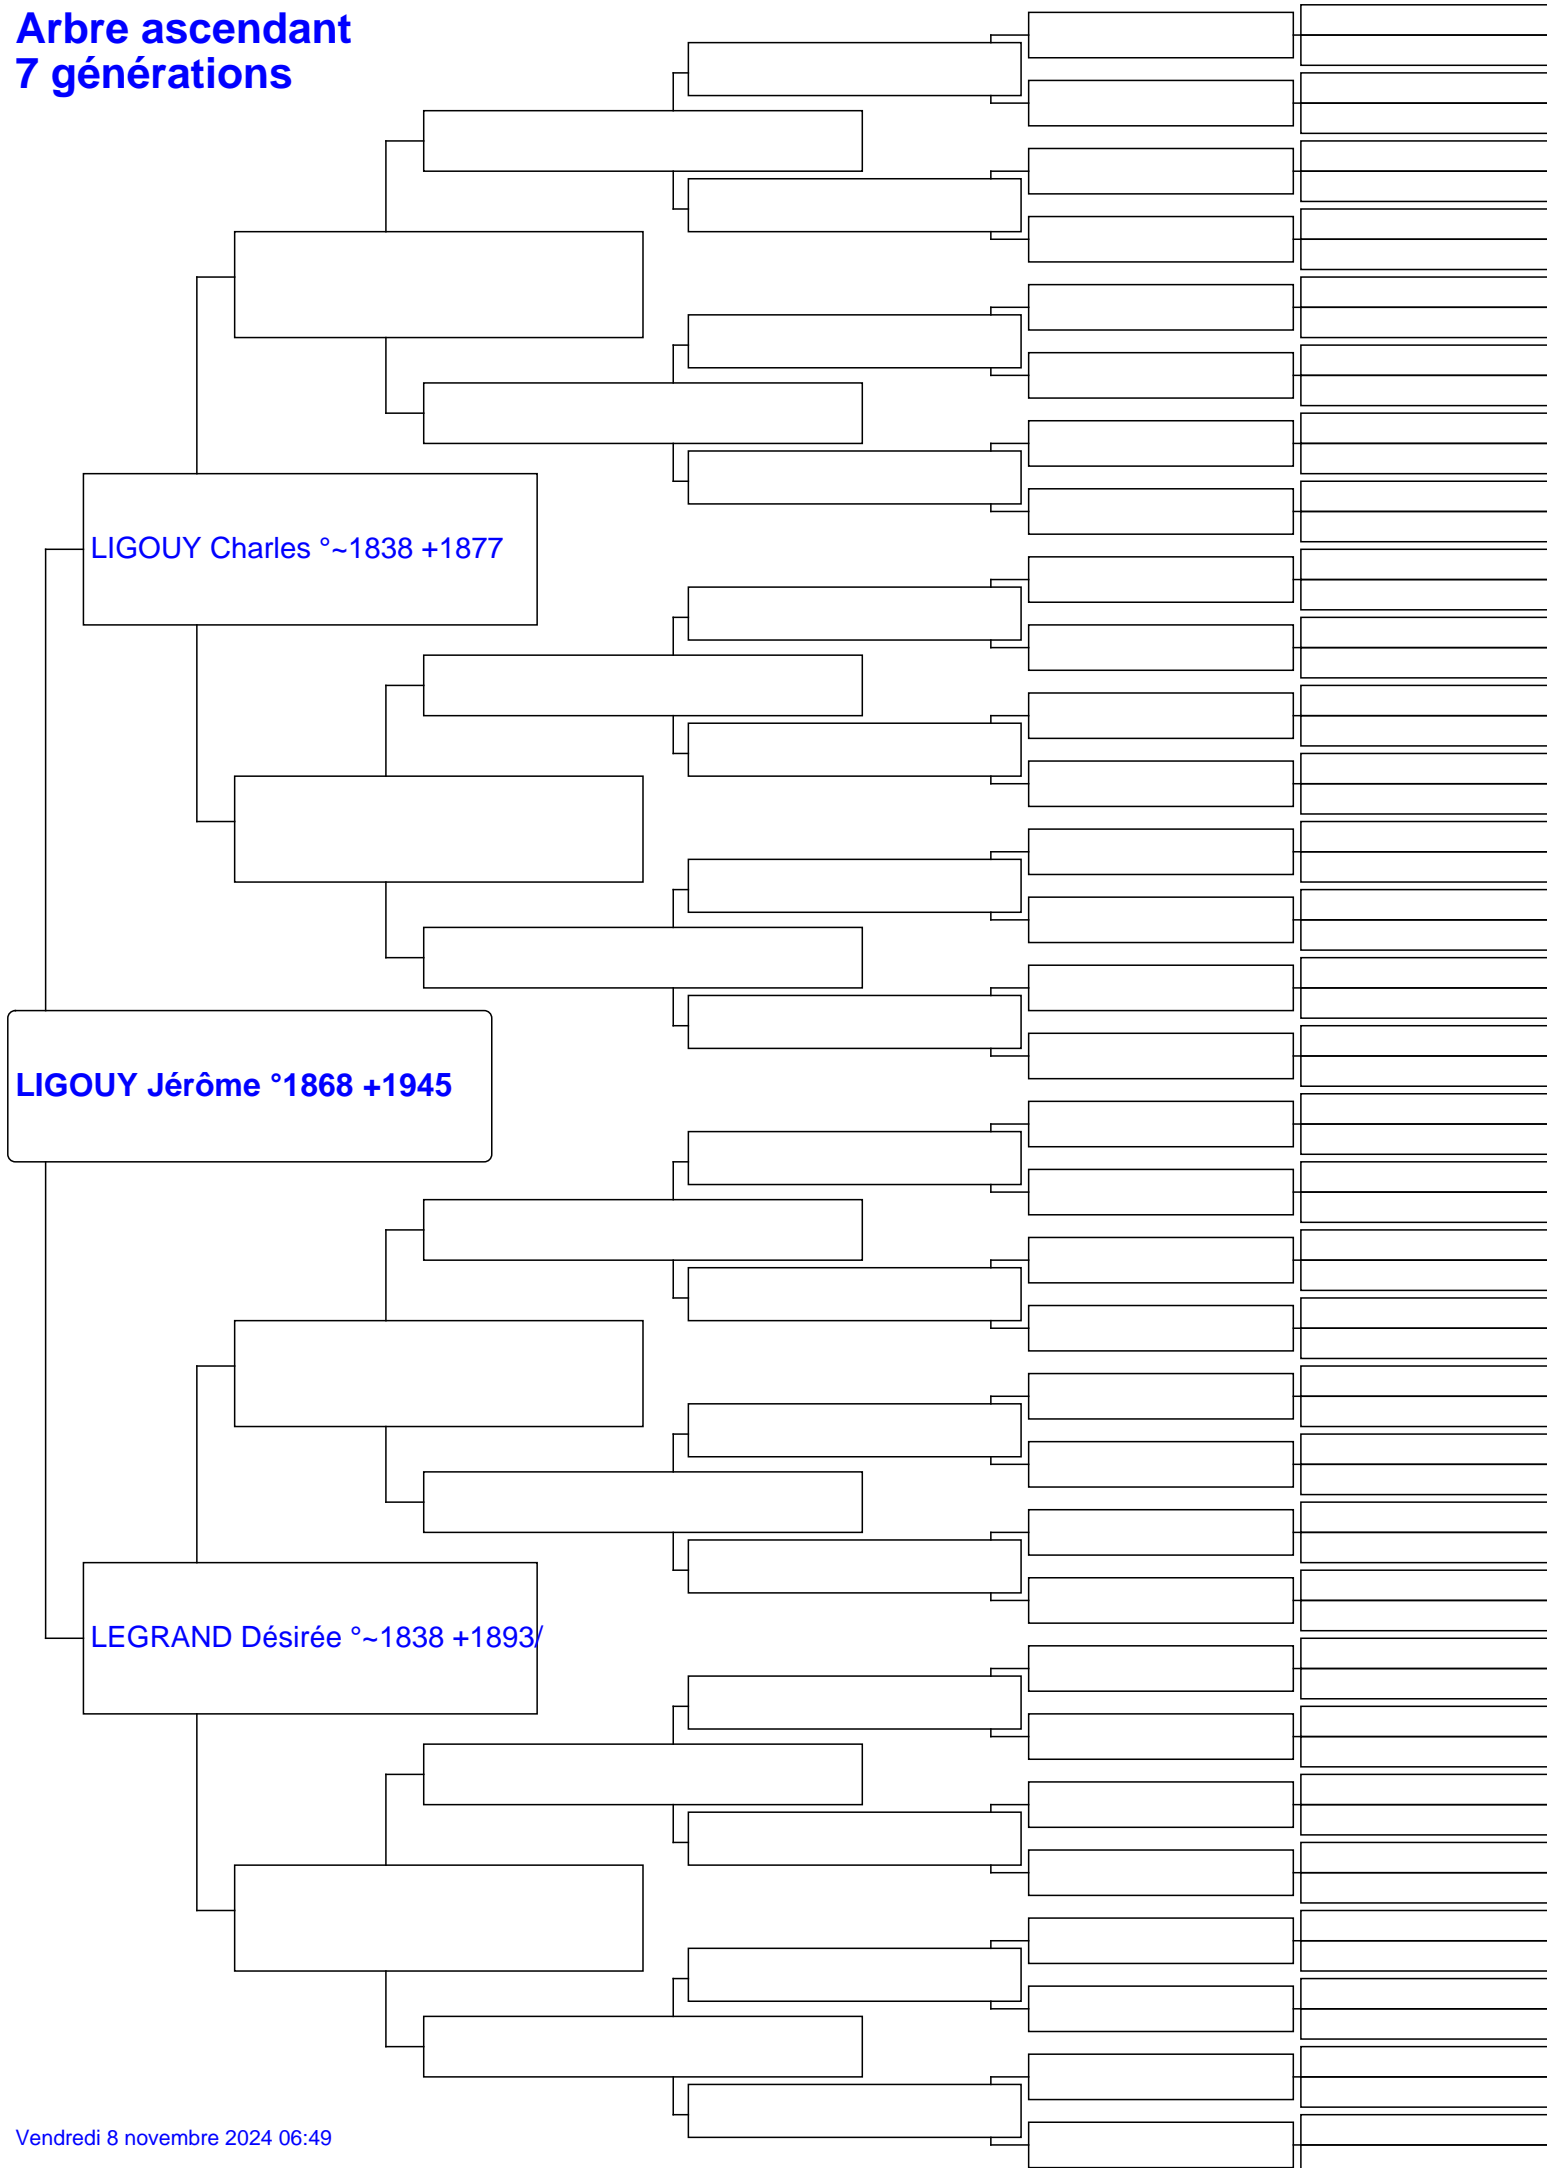 Arbre ascendant
7 générations
LIGOUY Charles °~1838 +1877
LIGOUY Jérôme °1868 +1945
LEGRAND Désirée °~1838 +1893/
Vendredi 8 novembre 2024 06:49